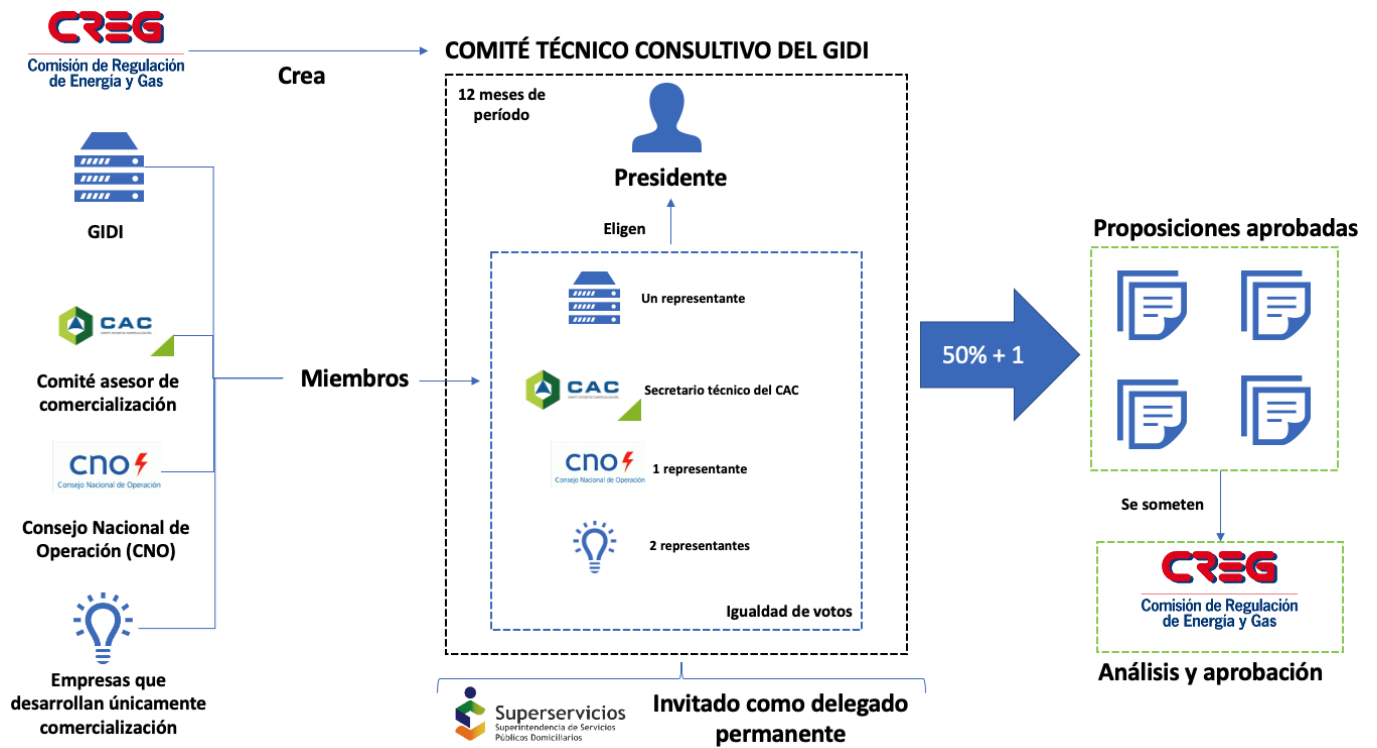 CREG
Comisión de Regulación
de Energía y Gas
Crea
COMITÉ TÉCNICO CONSULTIVO DEL GIDI
12 meses de
período
Presidente
Eligen
GIDI
CAC
Comité asesor de
comercialización
cno
Consejo Nacional de Operación
Consejo Nacional de
Operación (CNO)
Empresas que
desarrollan únicamente
comercialización
Miembros
Un representante
CAC
Secretario técnico del CAC
cno
Consejo Nacional de Operación
1 representante
2 representantes
Igualdad de votos
Superservicios
Superintendencia de Servicios
Públicos Domiciliarios
Invitado como delegado
permanente
50% + 1
Proposiciones aprobadas
Se someten
CREG
Comisión de Regulación
de Energía y Gas
Análisis y aprobación